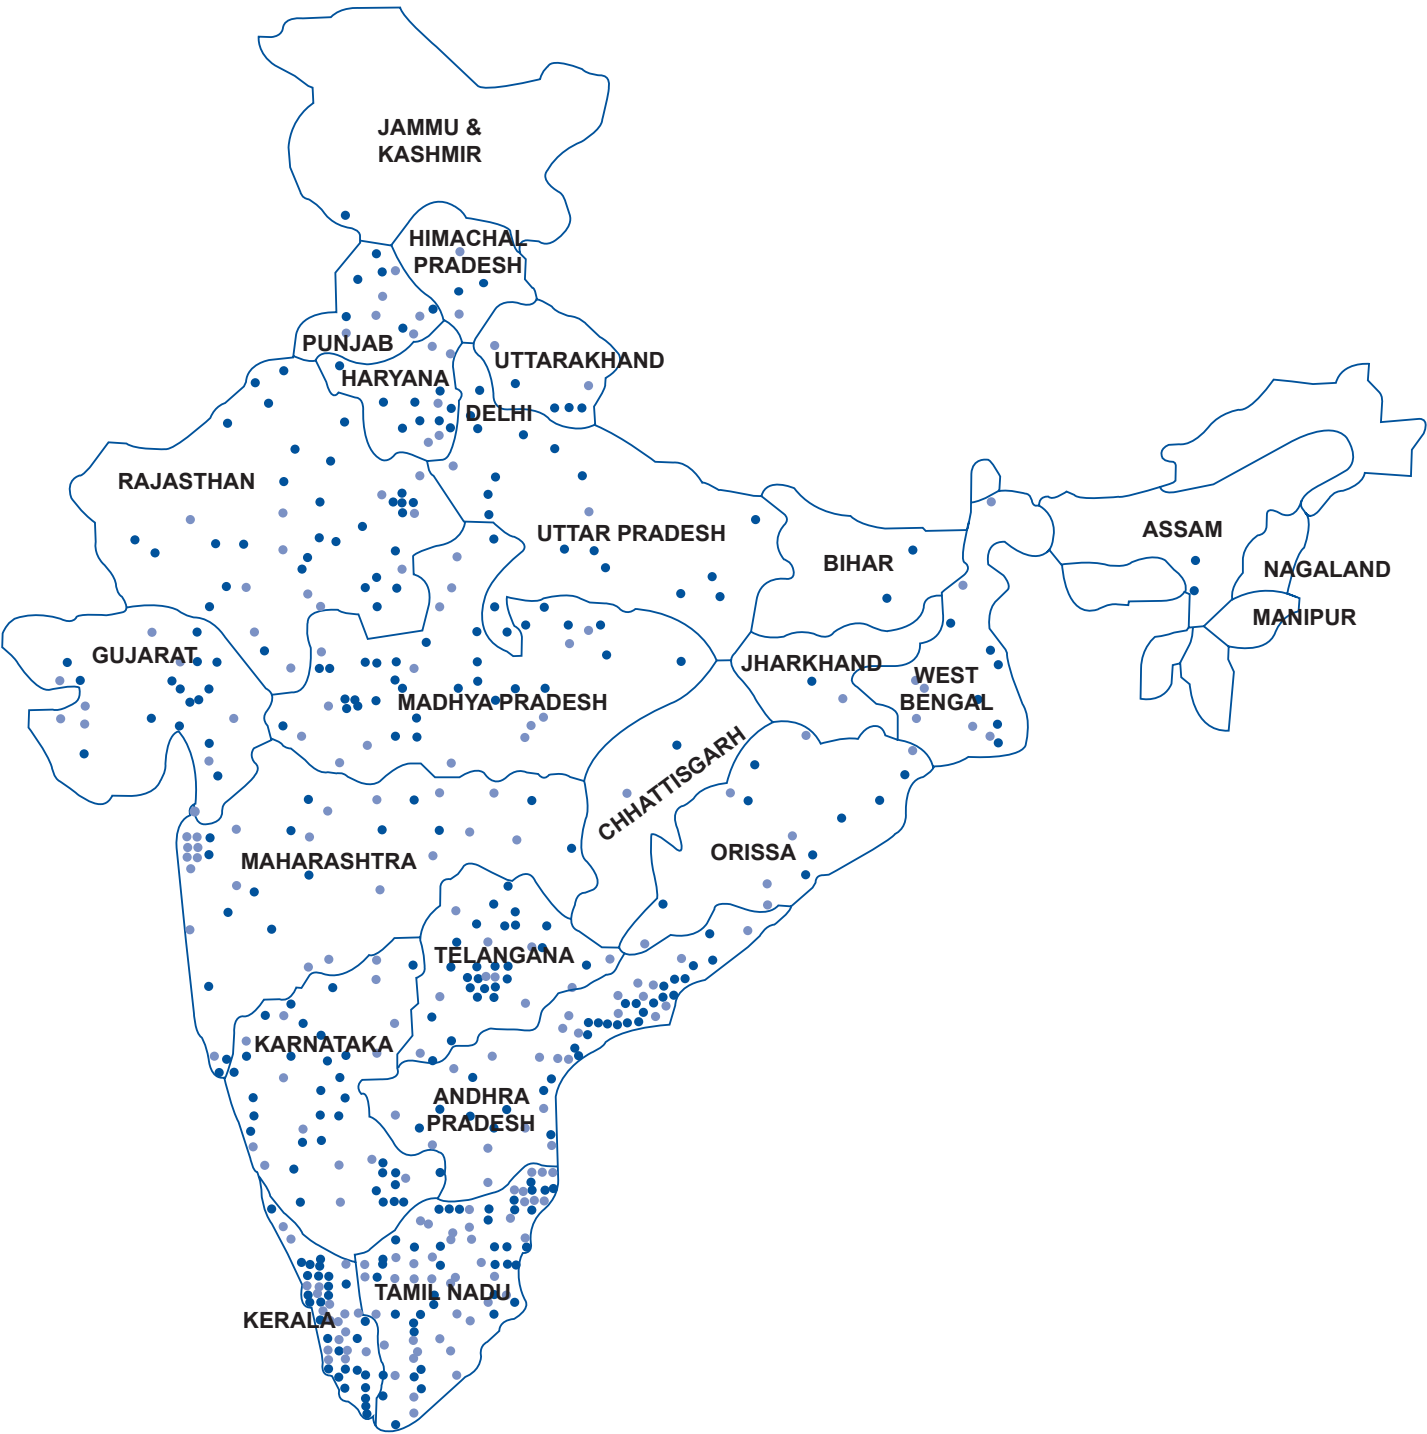 JAMMU &
KASHMIR
HIMACHAL
PRADESH
PUNJAB
UTTARAKHAND
HARYANA
DELHI
RAJASTHAN
UTTAR PRADESH
ASSAM
BIHAR
NAGALAND
MANIPUR
GUJARAT
JHARKHAND
WEST
BENGAL
MADHYA PRADESH
CHHATTISGARH
MAHARASHTRA
ORISSA
TELANGANA
KARNATAKA
ANDHRA
PRADESH
TAMIL NADU
KERALA